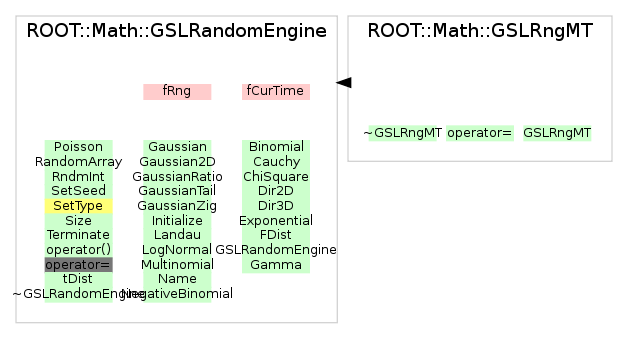 ROOT::Math::GSLRandomEngine
ROOT::Math::GSLRngMT
fRng fCurTime
~GSLRngMT operator= GSLRngMT
Poisson Gaussian Binomial
RandomArray Gaussian2D Cauchy
RndmInt GaussianRatio ChiSquare
SetSeed GaussianTail Dir2D
SetType GaussianZig Dir3D
Size Initialize Exponential
Terminate Landau FDist
operator() LogNormal GSLRandomEngine
operator= Multinomial Gamma
tDist Name
~GSLRandomEngine NegativeBinomial